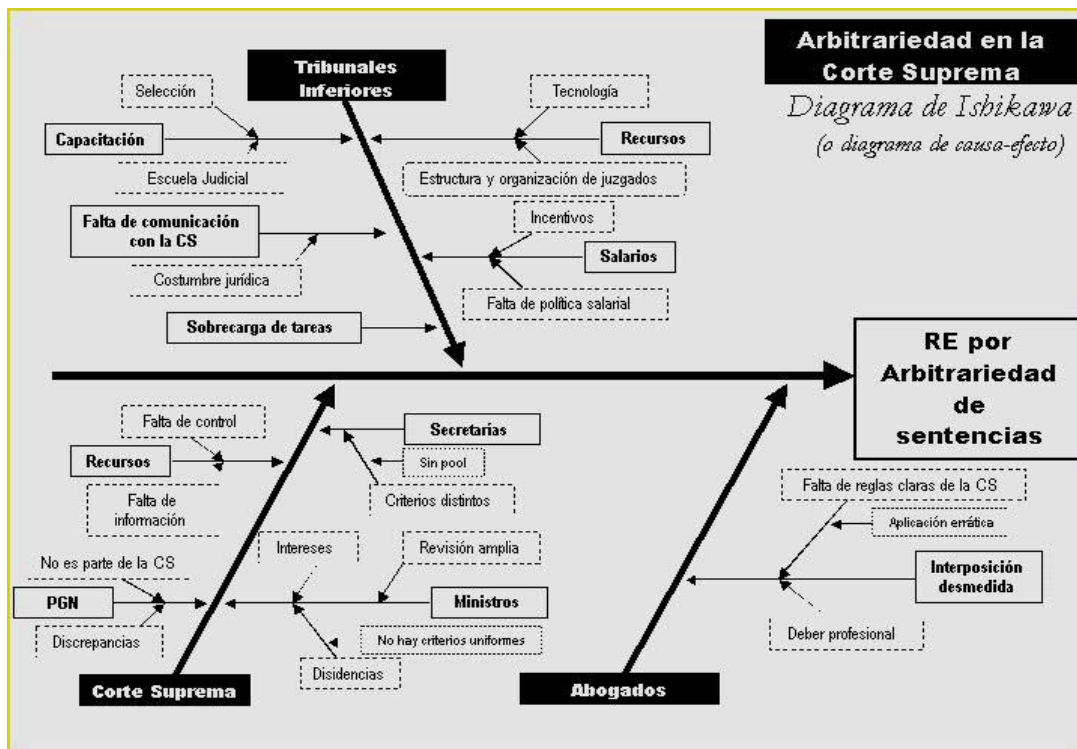 Arbitrariedad en la
Corte Suprema
Diagrama de Ishikawa
(o diagrama de causa-efecto)
Tribunales
Inferiores
Selección
Tecnología
Capacitación
Recursos
Escuela Judicial
Estructura y organización de juzgados
Falta de comunicación
con la CS
Incentivos
Salarios
Costumbre jurídica
Falta de política salarial
Sobrecarga de tareas
RE por
Arbitrariedad
de
sentencias
Falta de control
Secretarías
Recursos
Sin pool
Falta de
información
Criterios distintos
Falta de reglas claras de la CS
Aplicación errática
Intereses
Revisión amplia
No es parte de la CS
Interposición
desmedida
PGN
Ministros
Discrepancias
No hay criterios uniformes
Deber profesional
Disidencias
Corte Suprema
Abogados